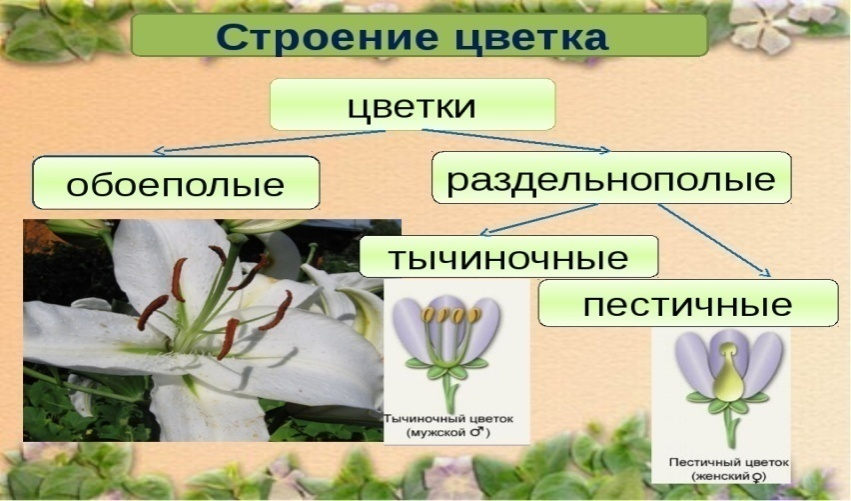 Строение цветка
цветки
обоеполые
раздельнополые
тычиночные
пестичные
Тычиночный цветок
(мужской ♂)
Пестичный цветок
(женский ♀)